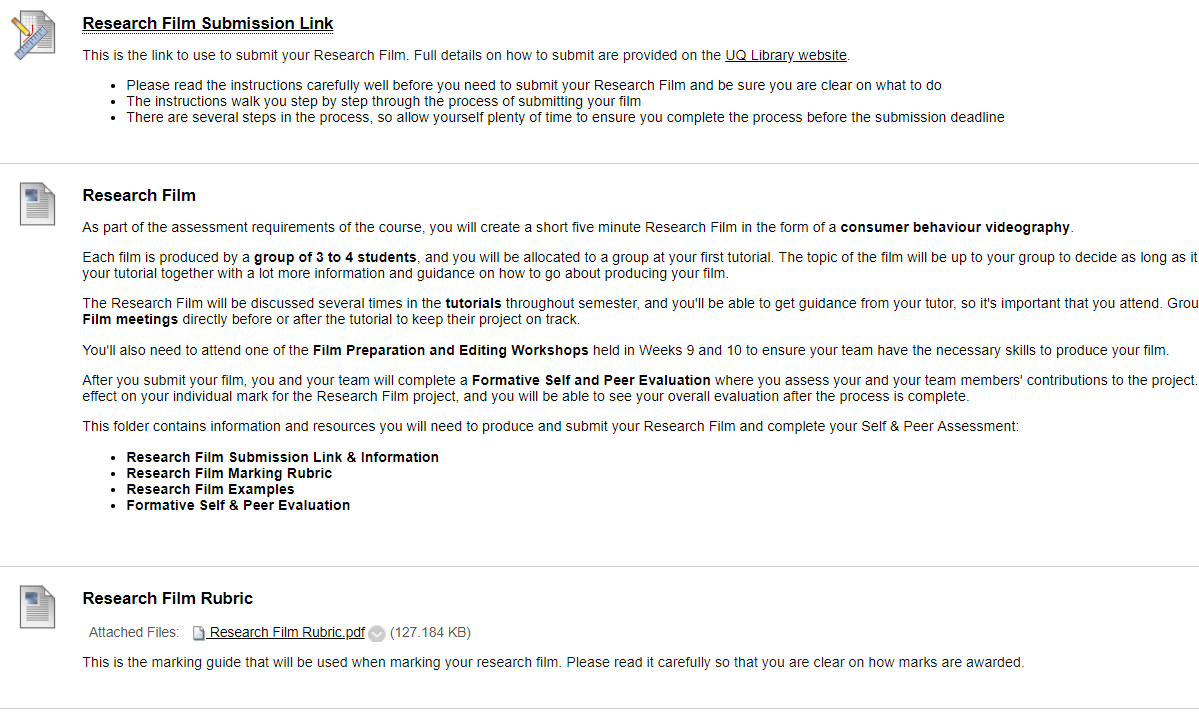 Research Film Submission Link
This is the link to use to submit your Research Film. Full details on how to submit are provided on the UQ Library website.
Please read the instructions carefully well before you need to submit your Research Film and be sure you are clear on what to do
The instructions walk you step by step through the process of submitting your film
There are several steps in the process, so allow yourself plenty of time to ensure you complete the process before the submission deadline
Research Film
As part of the assessment requirements of the course, you will create a short five minute Research Film in the form of a consumer behaviour videography.
Each film is produced by a group of 3 to 4 students, and you will be allocated to a group at your first tutorial. The topic of the film will be up to your group to decide as long as it
your tutorial together with a lot more information and guidance on how to go about producing your film.
The Research Film will be discussed several times in the tutorials throughout semester, and you'll be able to get guidance from your tutor, so it's important that you attend. Grou
Film meetings directly before or after the tutorial to keep their project on track.
You'll also need to attend one of the Film Preparation and Editing Workshops held in Weeks 9 and 10 to ensure your team have the necessary skills to produce your film.
After you submit your film, you and your team will complete a Formative Self and Peer Evaluation where you assess your and your team members' contributions to the project.
effect on your individual mark for the Research Film project, and you will be able to see your overall evaluation after the process is complete.
This folder contains information and resources you will need to produce and submit your Research Film and complete your Self & Peer Assessment:
Research Film Submission Link & Information
Research Film Marking Rubric
Research Film Examples
Formative Self & Peer Evaluation
Research Film Rubric
Attached Files: Research Film Rubric.pdf (127.184 KB)
This is the marking guide that will be used when marking your research film. Please read it carefully so that you are clear on how marks are awarded.